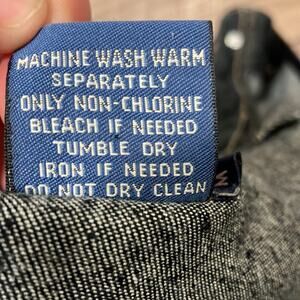 MACHINE WASH WARM
SEPARATELY
ONLY NON-CHLORINE
BLEACH IF NEEDED
TUMBLE DRY
IRON IF NEEDED
DO NOT DRY CLEAN